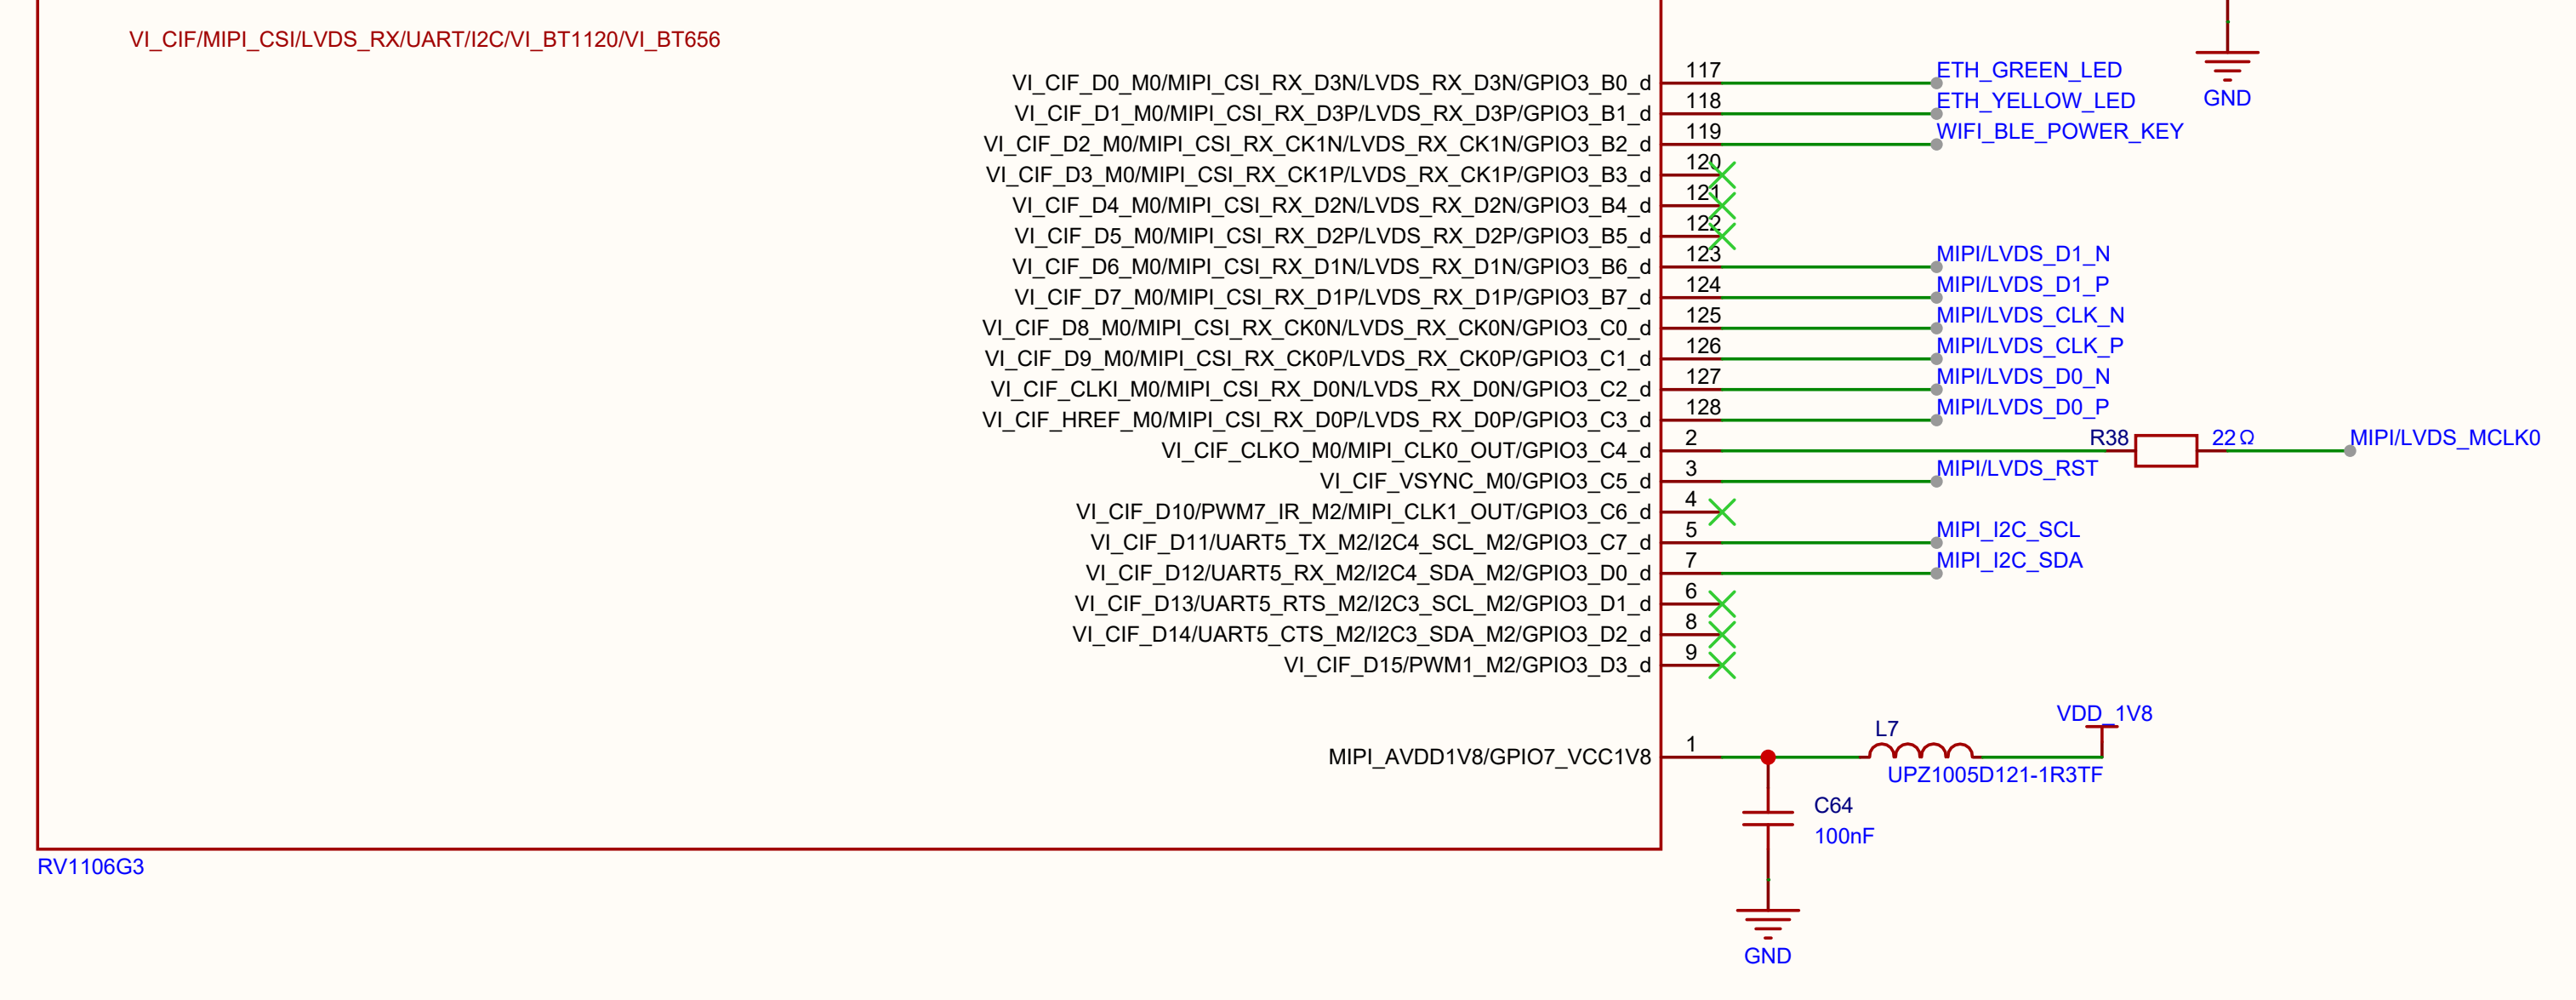 VI_CIF/MIPI_CSI/LVDS_RX/UART/I2C/VI_BT1120/VI_BT656
GND
VI_CIF_D0_M0/MIPI_CSI_RX_D3N/LVDS_RX_D3N/GPIO3_B0_d 117 ETH_GREEN_LED
VI_CIF_D1_M0/MIPI_CSI_RX_D3P/LVDS_RX_D3P/GPIO3_B1_d 118 ETH_YELLOW_LED
VI_CIF_D2_M0/MIPI_CSI_RX_CK1N/LVDS_RX_CK1N/GPIO3_B2_d 119 WIFI_BLE_POWER_KEY
VI_CIF_D3_M0/MIPI_CSI_RX_CK1P/LVDS_RX_CK1P/GPIO3_B3_d 120
VI_CIF_D4_M0/MIPI_CSI_RX_D2N/LVDS_RX_D2N/GPIO3_B4_d 121
VI_CIF_D5_M0/MIPI_CSI_RX_D2P/LVDS_RX_D2P/GPIO3_B5_d 122
VI_CIF_D6_M0/MIPI_CSI_RX_D1N/LVDS_RX_D1N/GPIO3_B6_d 123 MIPI/LVDS_D1_N
VI_CIF_D7_M0/MIPI_CSI_RX_D1P/LVDS_RX_D1P/GPIO3_B7_d 124 MIPI/LVDS_D1_P
VI_CIF_D8_M0/MIPI_CSI_RX_CK0N/LVDS_RX_CK0N/GPIO3_C0_d 125 MIPI/LVDS_CLK_N
VI_CIF_D9_M0/MIPI_CSI_RX_CK0P/LVDS_RX_CK0P/GPIO3_C1_d 126 MIPI/LVDS_CLK_P
VI_CIF_CLKI_M0/MIPI_CSI_RX_D0N/LVDS_RX_D0N/GPIO3_C2_d 127 MIPI/LVDS_D0_N
VI_CIF_HREF_M0/MIPI_CSI_RX_D0P/LVDS_RX_D0P/GPIO3_C3_d 128 MIPI/LVDS_D0_P
VI_CIF_CLKO_M0/MIPI_CLK0_OUT/GPIO3_C4_d 2 R38 22Ω MIPI/LVDS_MCLK0
VI_CIF_VSYNC_M0/GPIO3_C5_d 3 MIPI/LVDS_RST
VI_CIF_D10/PWM7_IR_M2/MIPI_CLK1_OUT/GPIO3_C6_d 4
VI_CIF_D11/UART5_TX_M2/I2C4_SCL_M2/GPIO3_C7_d 5 MIPI_I2C_SCL
VI_CIF_D12/UART5_RX_M2/I2C4_SDA_M2/GPIO3_D0_d 7 MIPI_I2C_SDA
VI_CIF_D13/UART5_RTS_M2/I2C3_SCL_M2/GPIO3_D1_d 6
VI_CIF_D14/UART5_CTS_M2/I2C3_SDA_M2/GPIO3_D2_d 8
VI_CIF_D15/PWM1_M2/GPIO3_D3_d 9
VDD_1V8
MIPI_AVDD1V8/GPIO7_VCC1V8 1 L7
UPZ1005D121-1R3TF
C64
100nF
RV1106G3
GND